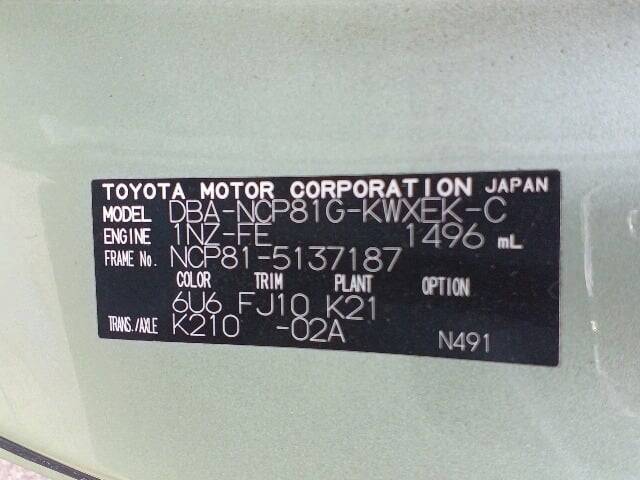 TOYOTA MOTOR CORPORATION JAPAN
MODEL DBA-NCP81G-KWXEK-C
ENGINE 1NZ-FE 1496 mL
FRAME No. NCP81-5137187
COLOR TRIM PLANT OPTION
6U6 FJ10 K21
TRANS./AXLE K210 -02A
N491